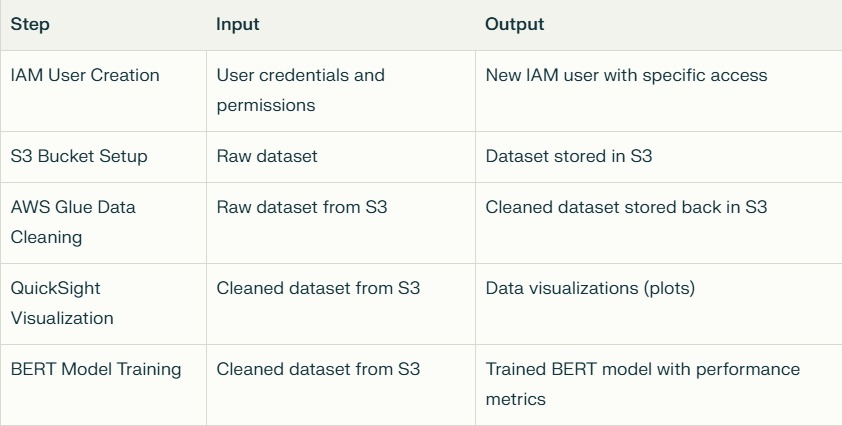 Step Input Output
IAM User Creation User credentials and New IAM user with specific access
permissions
S3 Bucket Setup Raw dataset Dataset stored in S3
AWS Glue Data Raw dataset from S3 Cleaned dataset stored back in S3
Cleaning
QuickSight Cleaned dataset from S3 Data visualizations (plots)
Visualization
BERT Model Training Cleaned dataset from S3 Trained BERT model with performance
metrics